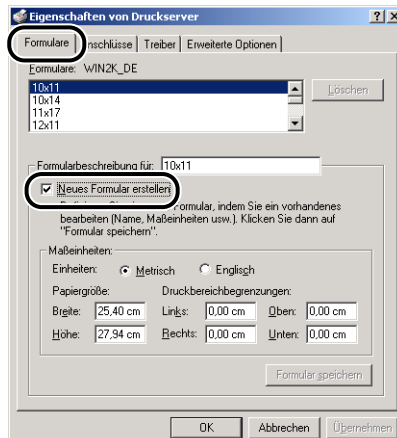 Eigenschaften von Druckserver
Formulare nschlüsse Treiber Erweiterte Optionen
Formulare: WIN2K_DE
10x11
10x14
11x17
12x11
Löschen
Formularbeschreibung für: 10x11
Neues Formular erstellen
Formular, indem Sie ein vorhandenes
bearbeiten (Name, Maßeinheiten usw.). Klicken Sie dann auf
"Formular speichern".
Maßeinheiten:
Einheiten: Metrisch Englisch
Papiergröße: Druckbereichbegrenzungen:
Breite: 25,40 cm Links: 0,00 cm Oben: 0,00 cm
Höhe: 27,94 cm Rechts: 0,00 cm Unten: 0,00 cm
Formular speichern
OK Abbrechen Übernehmen